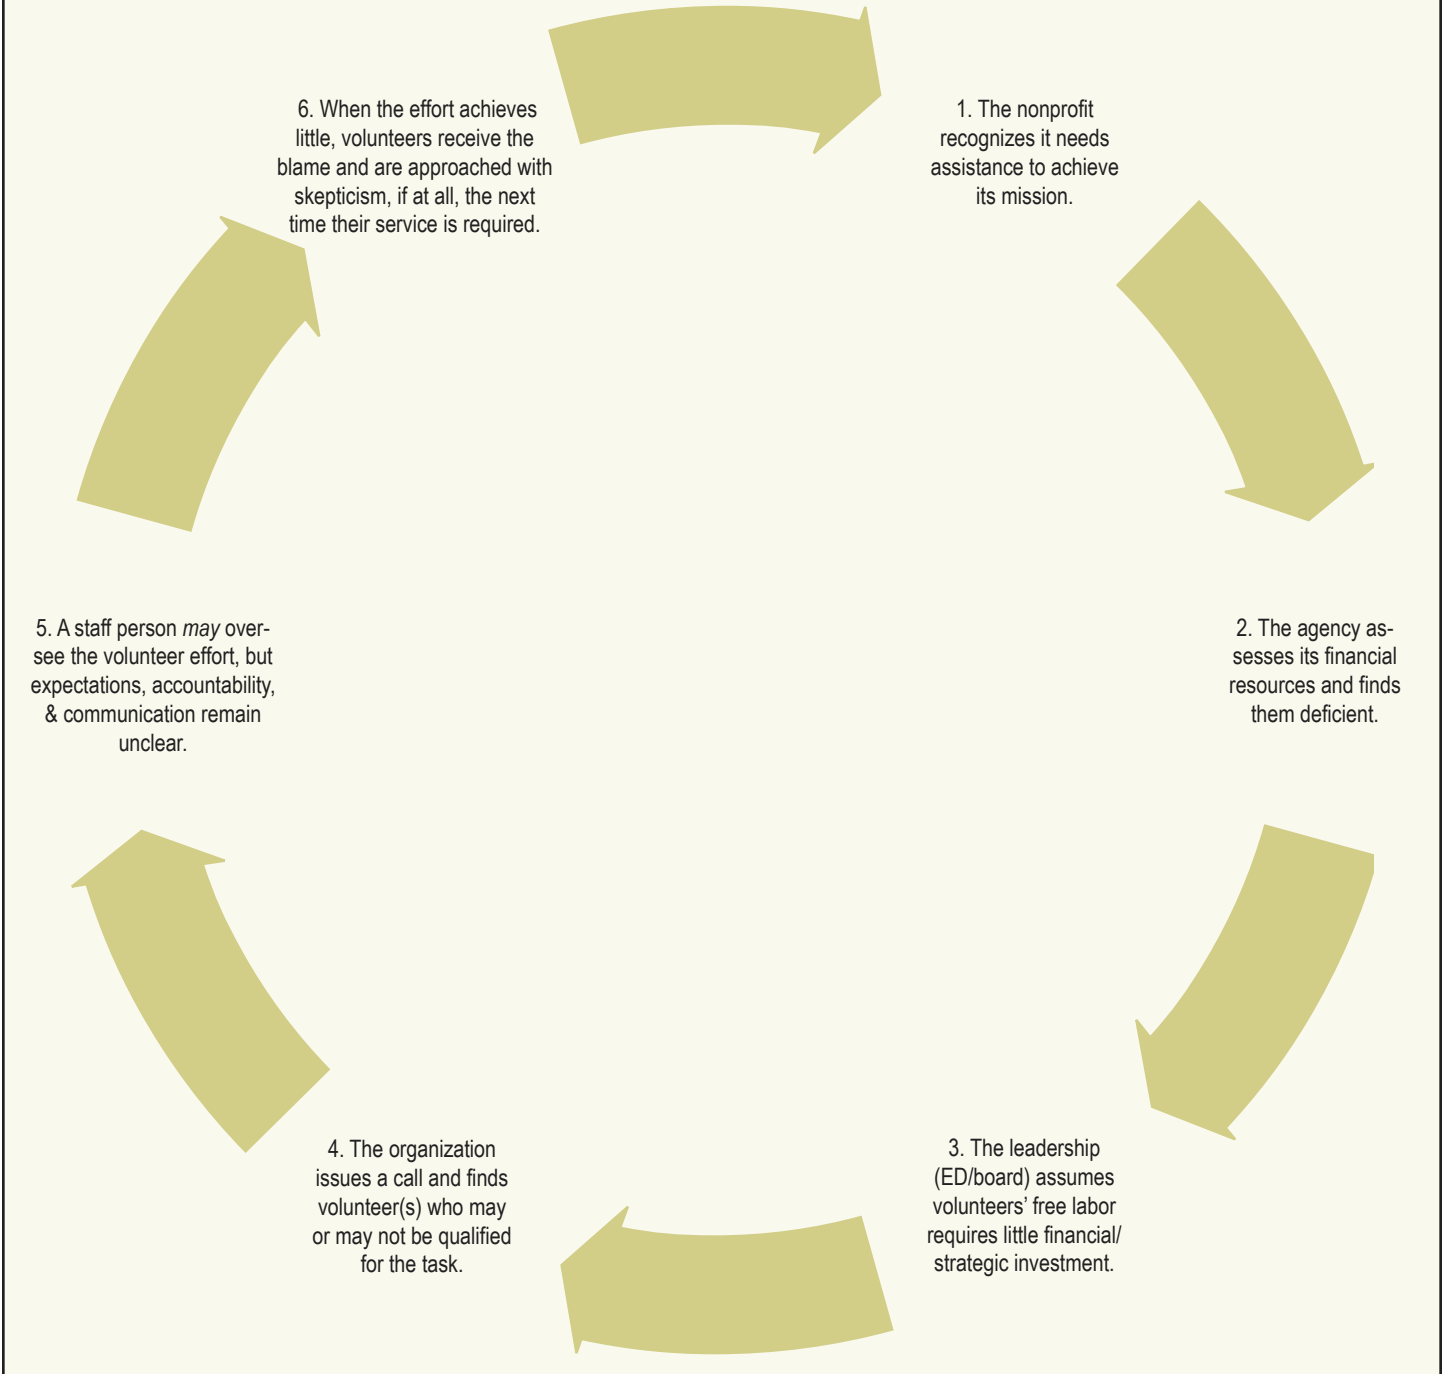 1. The nonprofit
recognizes it needs
assistance to achieve
its mission.
2. The agency as-
sesses its financial
resources and finds
them deficient.
3. The leadership
(ED/board) assumes
volunteers’ free labor
requires little financial/
strategic investment.
4. The organization
issues a call and finds
volunteer(s) who may
or may not be qualified
for the task.
5. A staff person may over-
see the volunteer effort, but
expectations, accountability,
& communication remain
unclear.
6. When the effort achieves
little, volunteers receive the
blame and are approached with
skepticism, if at all, the next
time their service is required.